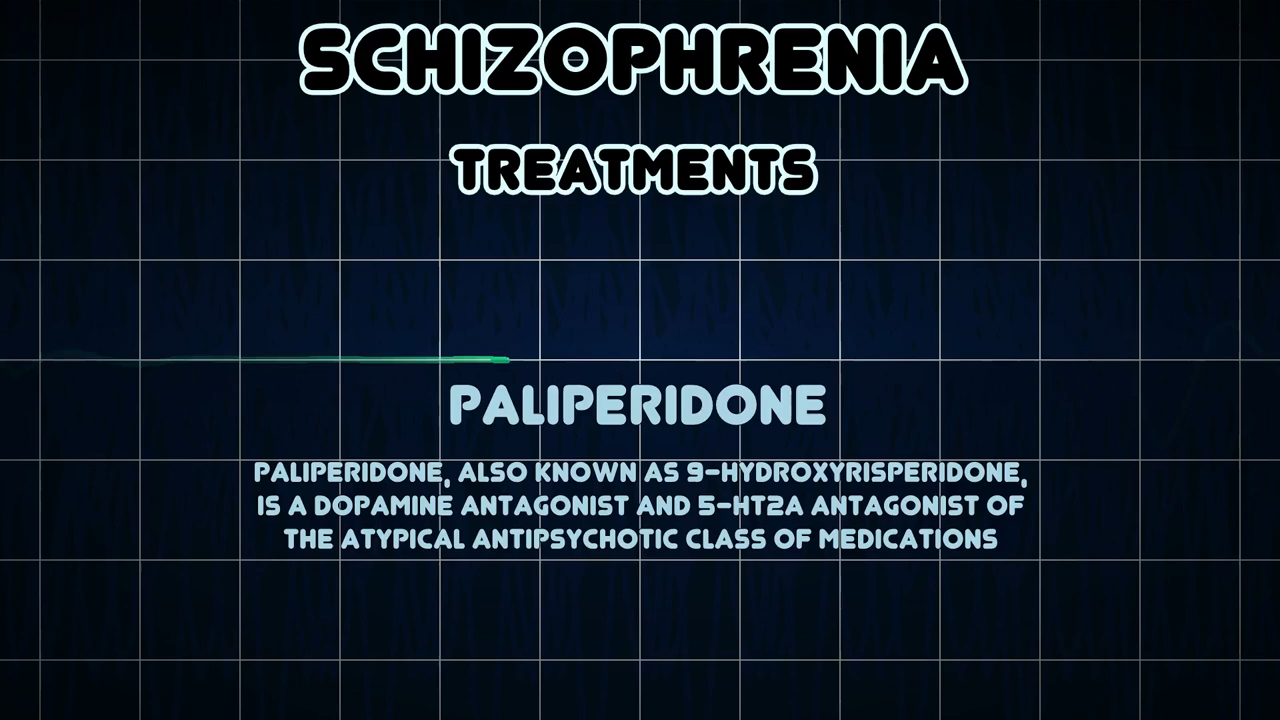 SCHIZOPHRENIA
TREATMENTS
PALIPERIDONE
PALIPERIDONE, ALSO KNOWN AS 9-HYDROXYRISPERIDONE,
IS A DOPAMINE ANTAGONIST AND 5-HT2A ANTAGONIST OF
THE ATYPICAL ANTIPSYCHOTIC CLASS OF MEDICATIONS